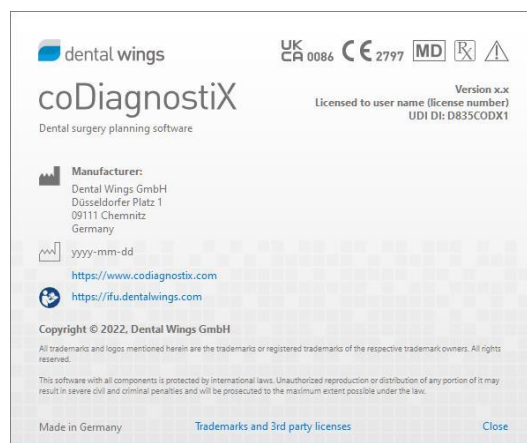 dental wings
UK CA 0086 CE 2797 MD Rx
coDiagnostiX
Dental surgery planning software
Version x.x
Licensed to user name (license number)
UDI DI: D835CODX1
Manufacturer:
Dental Wings GmbH
Düsseldorfer Platz 1
09111 Chemnitz
Germany
yyyy-mm-dd
https://www.codiagnostix.com
https://ifu.dentalwings.com
Copyright © 2022, Dental Wings GmbH
All trademarks and logos mentioned herein are the trademarks or registered trademarks of the respective trademark owners. All rights
reserved.
This software with all components is protected by international laws. Unauthorized reproduction or distribution of any portion of it may
result in severe civil and criminal penalties and will be prosecuted to the maximum extent possible under the law.
Made in Germany
Trademarks and 3rd party licenses
Close